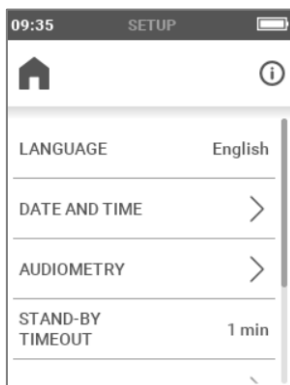 09:35 SETUP
LANGUAGE English
DATE AND TIME
AUDIOMETRY
STAND-BY
TIMEOUT 1 min